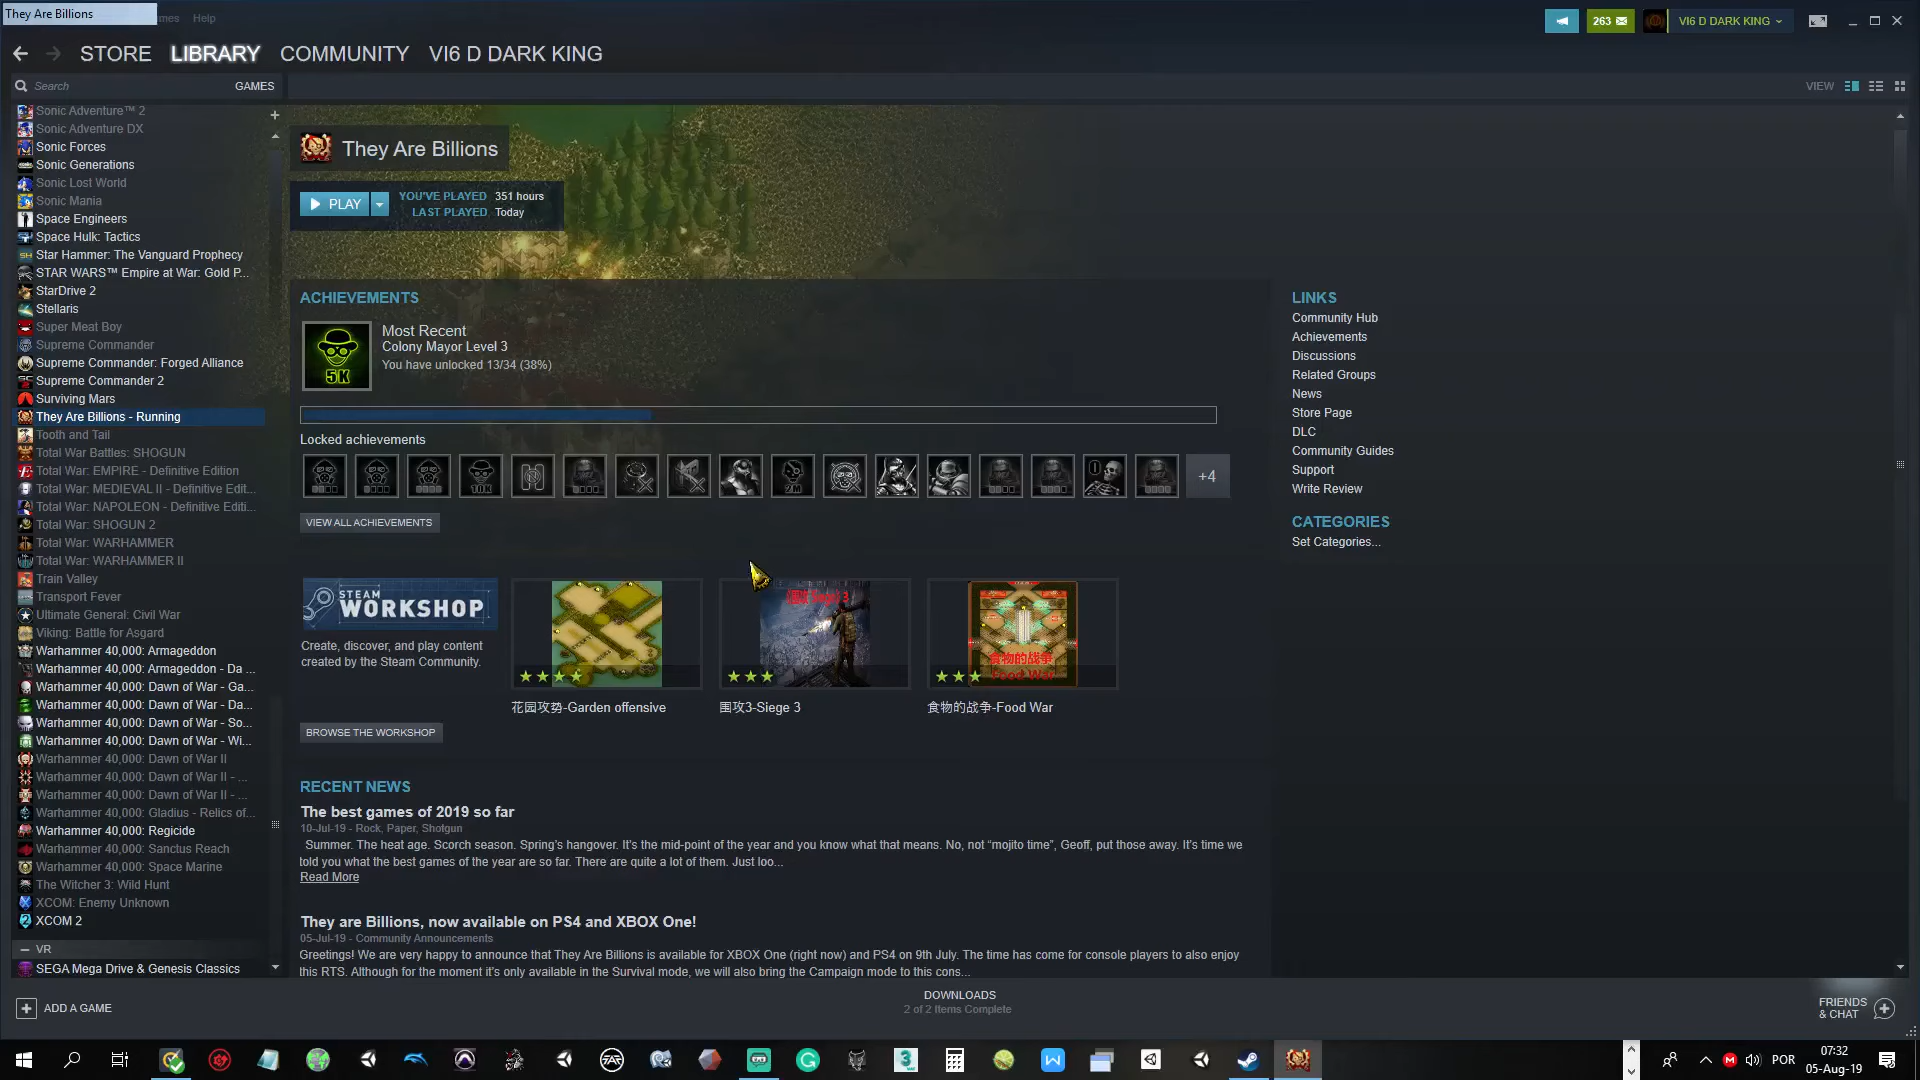 They Are Billions
mes Help
263
VI6 D DARK KING
STORE LIBRARY COMMUNITY VI6 D DARK KING
Search GAMES
VIEW
Sonic Adventure™ 2
Sonic Adventure DX
Sonic Forces
Sonic Generations
Sonic Lost World
Sonic Mania
Space Engineers
Space Hulk: Tactics
Star Hammer: The Vanguard Prophecy
STAR WARS™ Empire at War: Gold P...
StarDrive 2
Stellaris
Super Meat Boy
Supreme Commander
Supreme Commander: Forged Alliance
Supreme Commander 2
Surviving Mars
They Are Billions - Running
Tooth and Tail
Total War Battles: SHOGUN
Total War: EMPIRE - Definitive Edition
Total War: MEDIEVAL II - Definitive Edit...
Total War: NAPOLEON - Definitive Editi...
Total War: SHOGUN 2
Total War: WARHAMMER
Total War: WARHAMMER II
Train Valley
Transport Fever
Ultimate General: Civil War
Viking: Battle for Asgard
Warhammer 40,000: Armageddon
Warhammer 40,000: Armageddon - Da ...
Warhammer 40,000: Dawn of War - Ga...
Warhammer 40,000: Dawn of War - Da...
Warhammer 40,000: Dawn of War - So...
Warhammer 40,000: Dawn of War - Wi...
Warhammer 40,000: Dawn of War II
Warhammer 40,000: Dawn of War II - ...
Warhammer 40,000: Dawn of War II - ...
Warhammer 40,000: Gladius - Relics of...
Warhammer 40,000: Regicide
Warhammer 40,000: Sanctus Reach
Warhammer 40,000: Space Marine
The Witcher 3: Wild Hunt
XCOM: Enemy Unknown
XCOM 2
VR
SEGA Mega Drive & Genesis Classics
They Are Billions
PLAY
YOU'VE PLAYED 351 hours
LAST PLAYED Today
ACHIEVEMENTS
Most Recent
Colony Mayor Level 3
You have unlocked 13/34 (38%)
5K
Locked achievements
10K
2M
+4
VIEW ALL ACHIEVEMENTS
STEAM
WORKSHOP
Create, discover, and play content
created by the Steam Community.
BROWSE THE WORKSHOP
花园攻势-Garden offensive
围攻3-Siege 3
食物的战争
Food War
食物的战争-Food War
RECENT NEWS
The best games of 2019 so far
10-Jul-19 - Rock, Paper, Shotgun
Summer. The heat age. Scorch season. Spring's hangover. It's the mid-point of the year and you know what that means. No, not “mojito time”, Geoff, put those away. It's time we
told you what the best games of the year are so far. There are quite a lot of them. Just loo...
Read More
They are Billions, now available on PS4 and XBOX One!
05-Jul-19 - Community Announcements
Greetings! We are very happy to announce that They Are Billions is available for XBOX One (right now) and PS4 on 9th July. The time has come for console players to also enjoy
this RTS. Although for the moment it's only available in the Survival mode, we will also bring the Campaign mode to this cons...
LINKS
Community Hub
Achievements
Discussions
Related Groups
News
Store Page
DLC
Community Guides
Support
Write Review
CATEGORIES
Set Categories...
ADD A GAME
DOWNLOADS
2 of 2 Items Complete
FRIENDS
& CHAT
POR
07:32
05-Aug-19